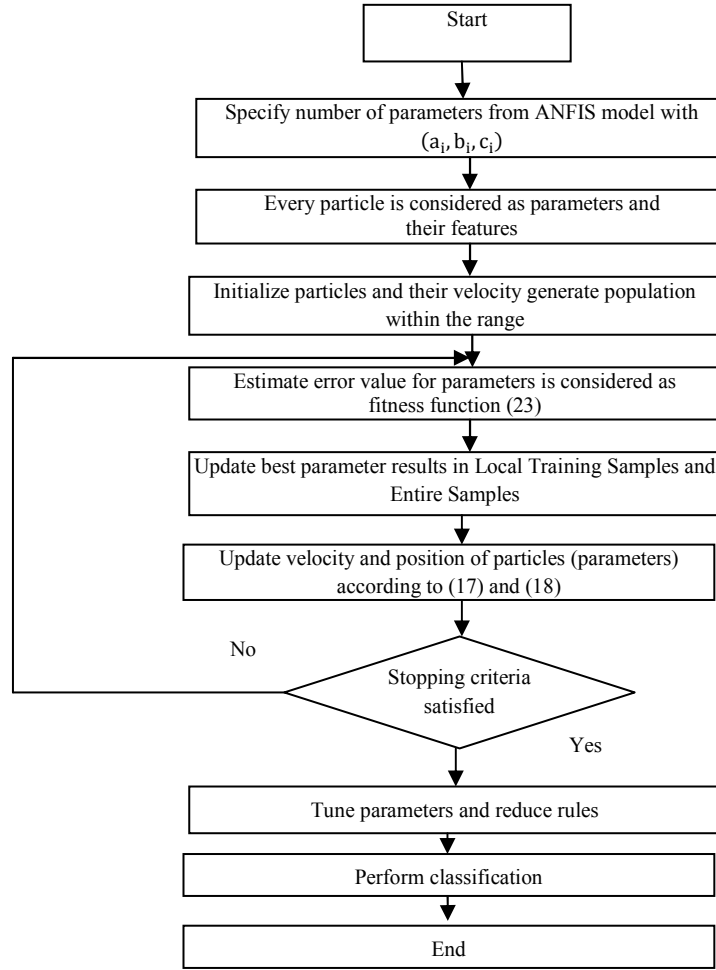 Start
Specify number of parameters from ANFIS model with
(aᵢ, bᵢ, cᵢ)
Every particle is considered as parameters and
their features
Initialize particles and their velocity generate population
within the range
Estimate error value for parameters is considered as
fitness function (23)
Update best parameter results in Local Training Samples and
Entire Samples
Update velocity and position of particles (parameters)
according to (17) and (18)
No
Stopping criteria
satisfied
Yes
Tune parameters and reduce rules
Perform classification
End